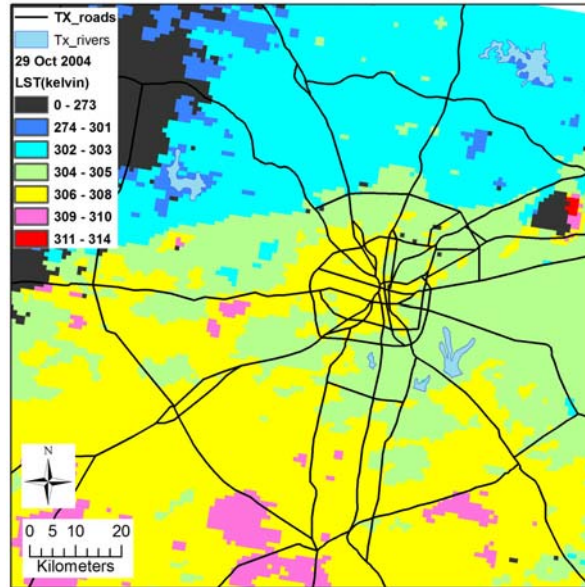 TX_roads
Tx_rivers
29 Oct 2004
LST(kelvin)
0 - 273
274 - 301
302 - 303
304 - 305
306 - 308
309 - 310
311 - 314
N
0 5 10 20
Kilometers